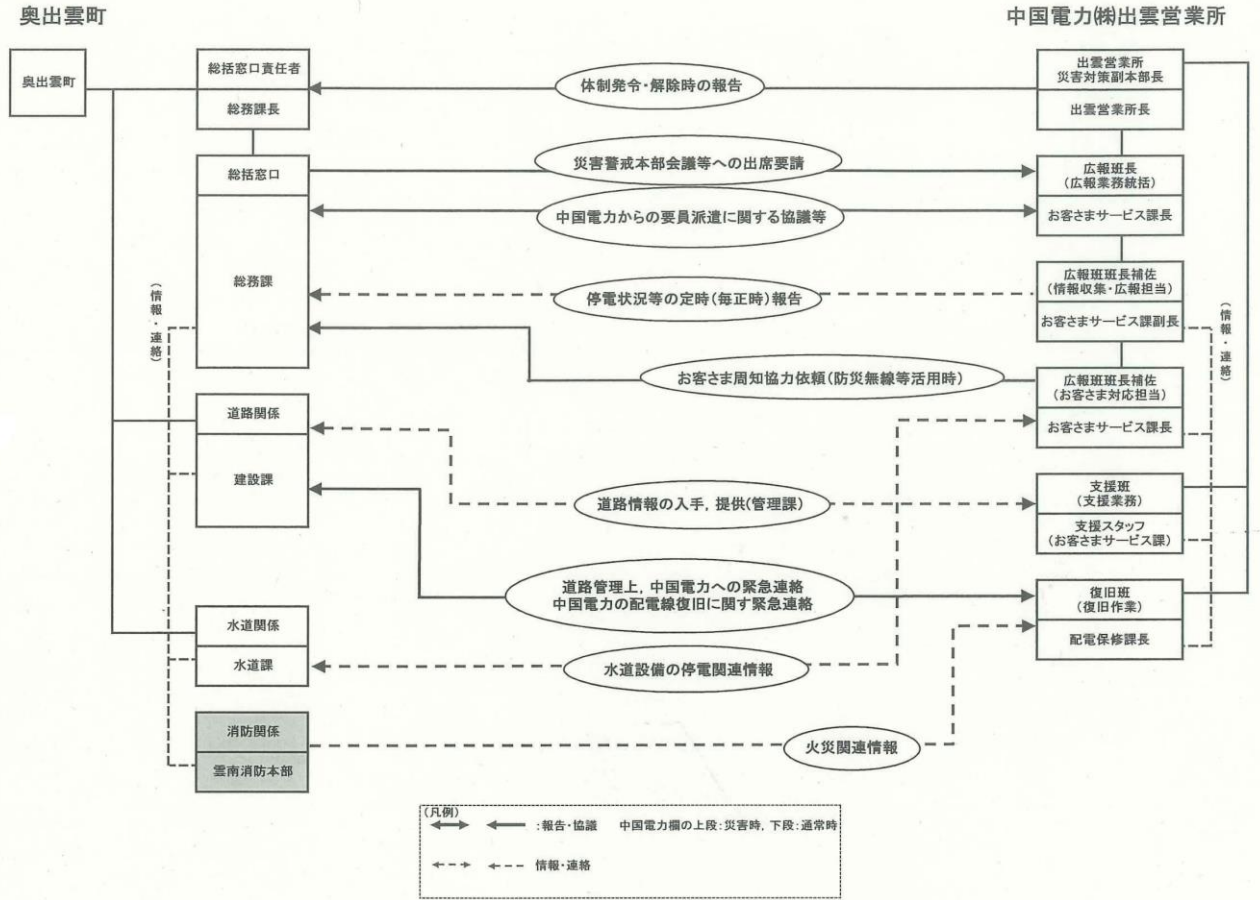 奥出雲町
中国電力㈱出雲営業所
奥出雲町
総括窓口責任者
総務課長
体制発令・解除時の報告
出雲営業所
災害対策副本部長
出雲営業所長
総括窓口
総務課
災害警戒本部会議等への出席要請
中国電力からの要員派遣に関する協議等
広報班長
(広報業務統括)
お客さまサービス課長
停電状況等の定時(毎正時)報告
広報班班長補佐
(情報収集・広報担当)
お客さまサービス課副長
(情報・連絡)
(情報・連絡)
お客さま周知協力依頼(防災無線等活用時)
広報班班長補佐
(お客さま対応担当)
お客さまサービス課長
道路関係
建設課
道路情報の入手, 提供(管理課)
支援班
(支援業務)
支援スタッフ
(お客さまサービス課)
道路管理上, 中国電力への緊急連絡
中国電力の配電線復旧に関す緊急連絡
復旧班
(復旧作業)
配電保修課長
水道関係
水道課
水道設備の停電関連情報
消防関係
雲南消防本部
火災関連情報
(凡例)
:報告・協議 中国電力欄の上段:災害時, 下段:通常時
情報・連絡